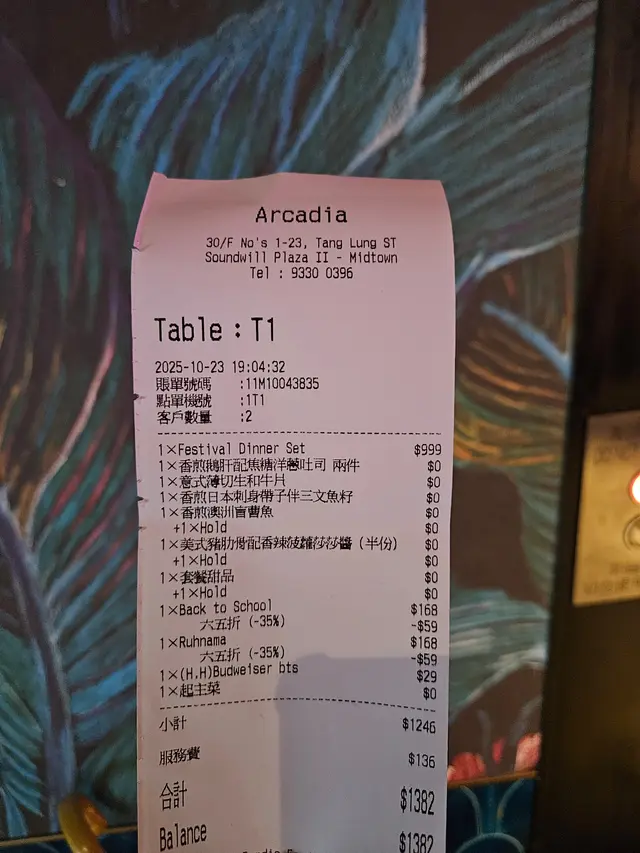 Arcadia
30/F No's 1-23, Tang Lung ST
Soundwill Plaza II - Midtown
Tel : 9330 0396
Table : T1
2025-10-23 19:04:32
賬單號碼 :11M10043835
點單機號 :1T1
客戶數量 :2
1×Festival Dinner Set $999
1×香煎鵝肝配焦糖洋蔥吐司 兩件 $0
1×意式薄切生和牛片 $0
1×香煎日本刺身帶子伴三文魚籽 $0
1×香煎澳洲盲曹魚 $0
+1×Hold $0
1×美式豬肋骨配香辣菠蘿莎莎醬 (半份) $0
+1×Hold $0
1×套餐甜品 $0
+1×Hold $0
1×Back to School $168
六五折 (-35%) -$59
1×Ruhnama $168
六五折 (-35%) -$59
1×(H.H)Budweiser bts $29
1×起主菜 $0
小計 $1246
服務費 $136
合計 $1382
Balance $1382